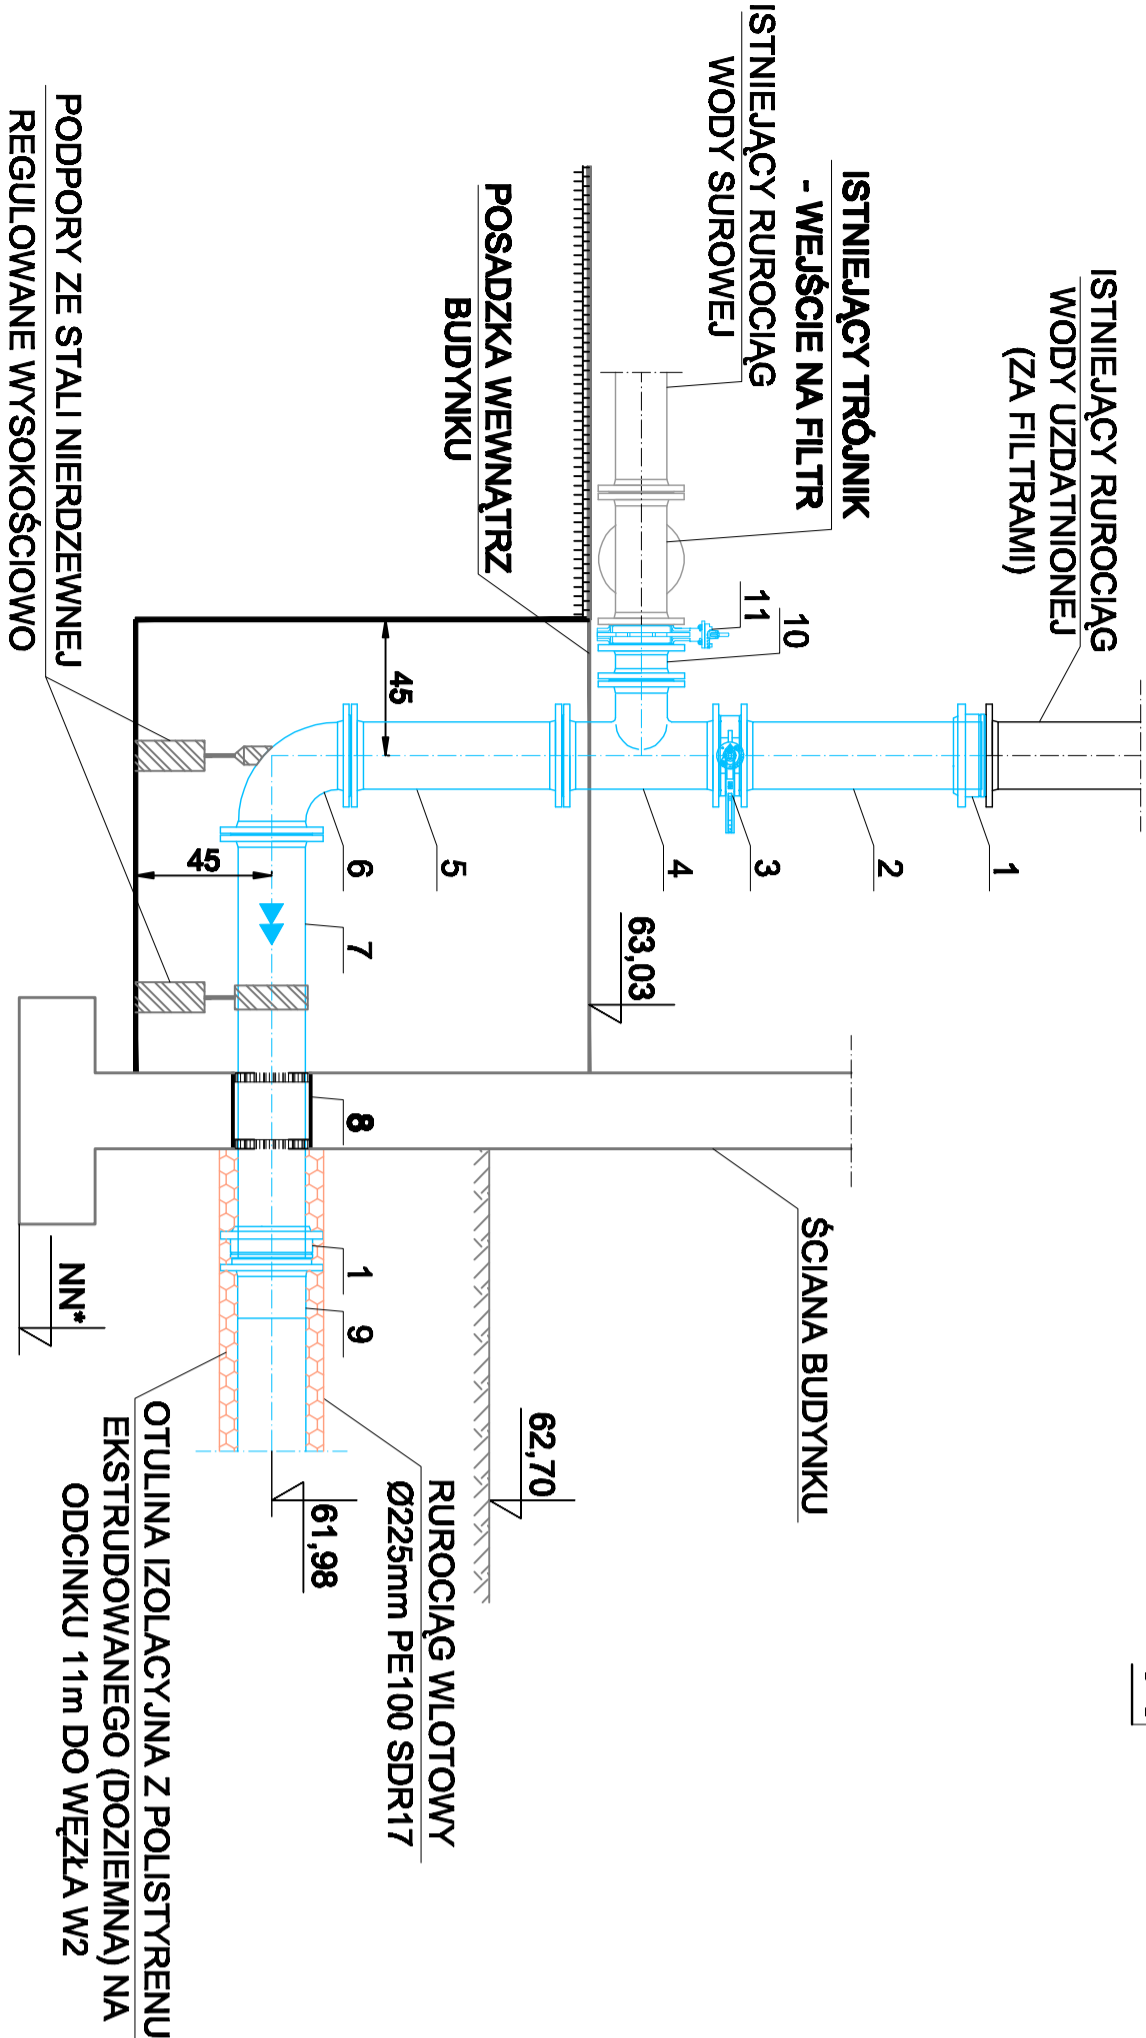 ISTNIEJĄCY RUROCIĄG
WODY UZDATNIONEJ
(ZA FILTRAMI)
ISTNIEJĄCY TRÓJNIK
- WEJŚCIE NA FILTR
ISTNIEJĄCY RUROCIĄG
WODY SUROWEJ
POSADZKA WEWNĄTRZ
BUDYNKU
PODPORY ZE STALI NIERDZEWNEJ
REGULOWANE WYSOKOŚCIOWO
10
11
1
2
3
4
5
6
7
8
1
9
45
45
63,03
ŚCIANA BUDYNKU
62,70
RUROCIĄG WLOTOWY
Ø225mm PE100 SDR17
61,98
NN*
OTULINA IZOLACYJNA Z POLISTYRENU
EKSTRUDOWANEGO (DOZIEMNA) NA
ODCINKU 11m DO WĘZŁA W2